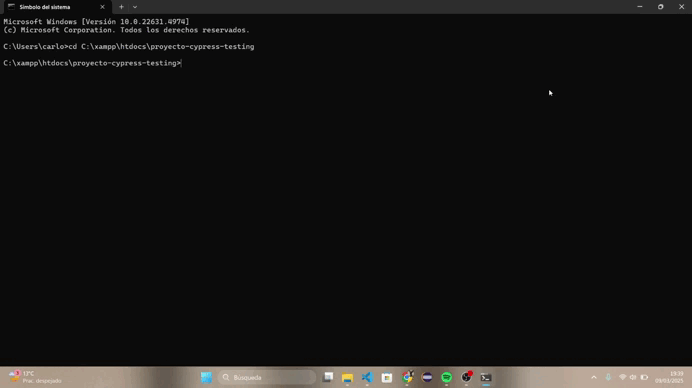 Símbolo del sistema
Microsoft Windows [Versión 10.0.22631.4974]
(c) Microsoft Corporation. Todos los derechos reservados.
C:\Users\carlo>cd C:\xampp\htdocs\proyecto-cypress-testing
C:\xampp\htdocs\proyecto-cypress-testing>
13°C
Prac. despejado
Búsqueda
19:39
09/03/2025